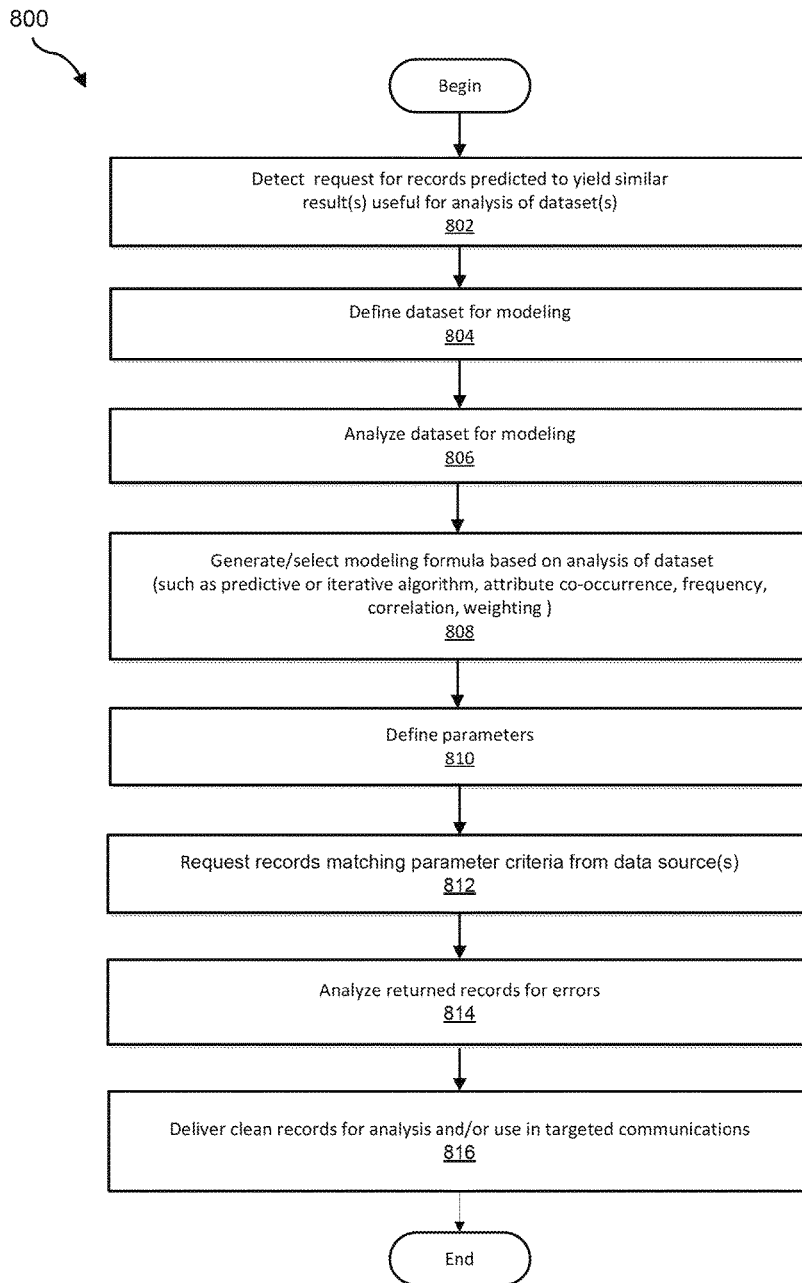 800
Begin
Detect request for records predicted to yield similar
result(s) useful for analysis of dataset(s)
802
Define dataset for modeling
804
Analyze dataset for modeling
806
Generate/select modeling formula based on analysis of dataset
(such as predictive or iterative algorithm, attribute co-occurrence, frequency,
correlation, weighting )
808
Define parameters
810
Request records matching parameter criteria from data source(s)
812
Analyze returned records for errors
814
Deliver clean records for analysis and/or use in targeted communications
816
End